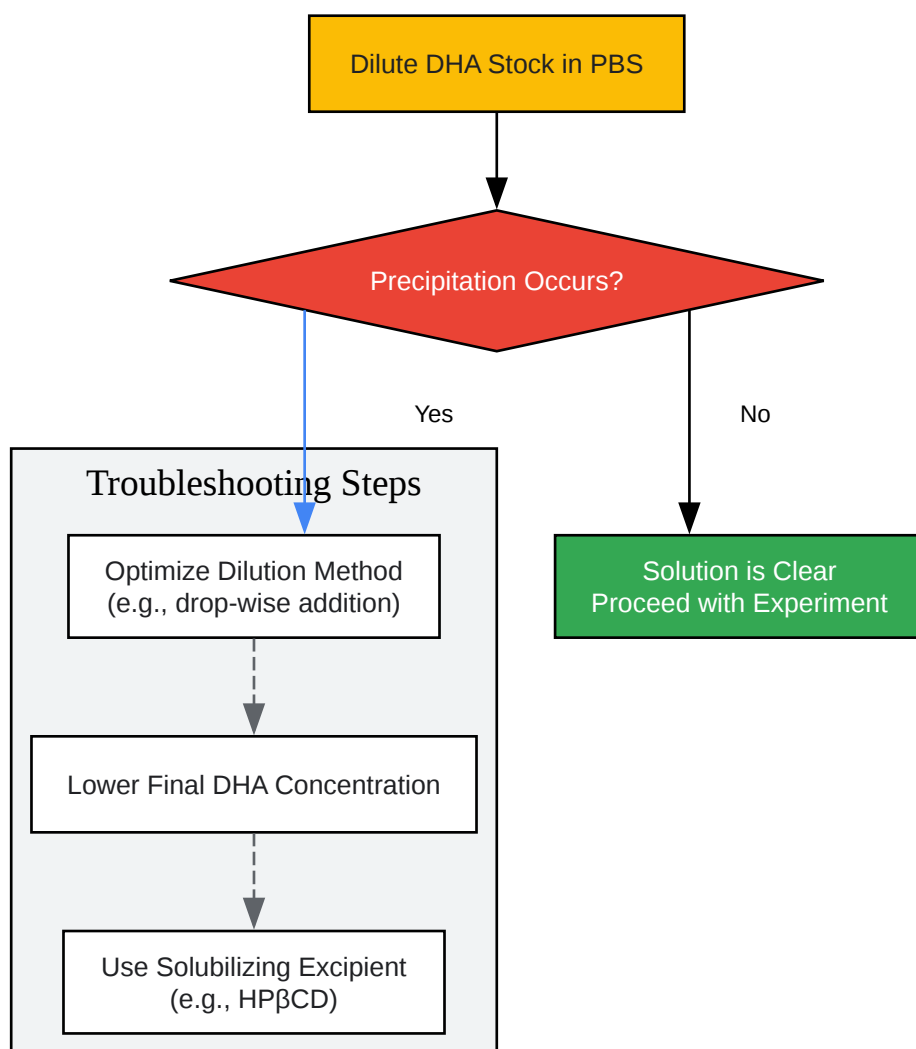 Dilute DHA Stock in PBS
Precipitation Occurs?
Yes
No
Troubleshooting Steps
Optimize Dilution Method
(e.g., drop-wise addition)
Solution is Clear
Proceed with Experiment
Lower Final DHA Concentration
Use Solubilizing Excipient
(e.g., HPβCD)